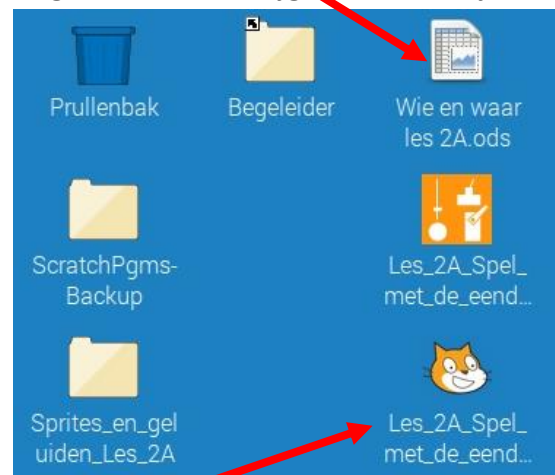 Prullenbak
Begeleider
Wie en waar
les 2A.ods
ScratchPgms-
Backup
Les_2A_Spel_
met_de_eend...
Sprites_en_gel
uiden_Les_2A
Les_2A_Spel_
met_de_eend...